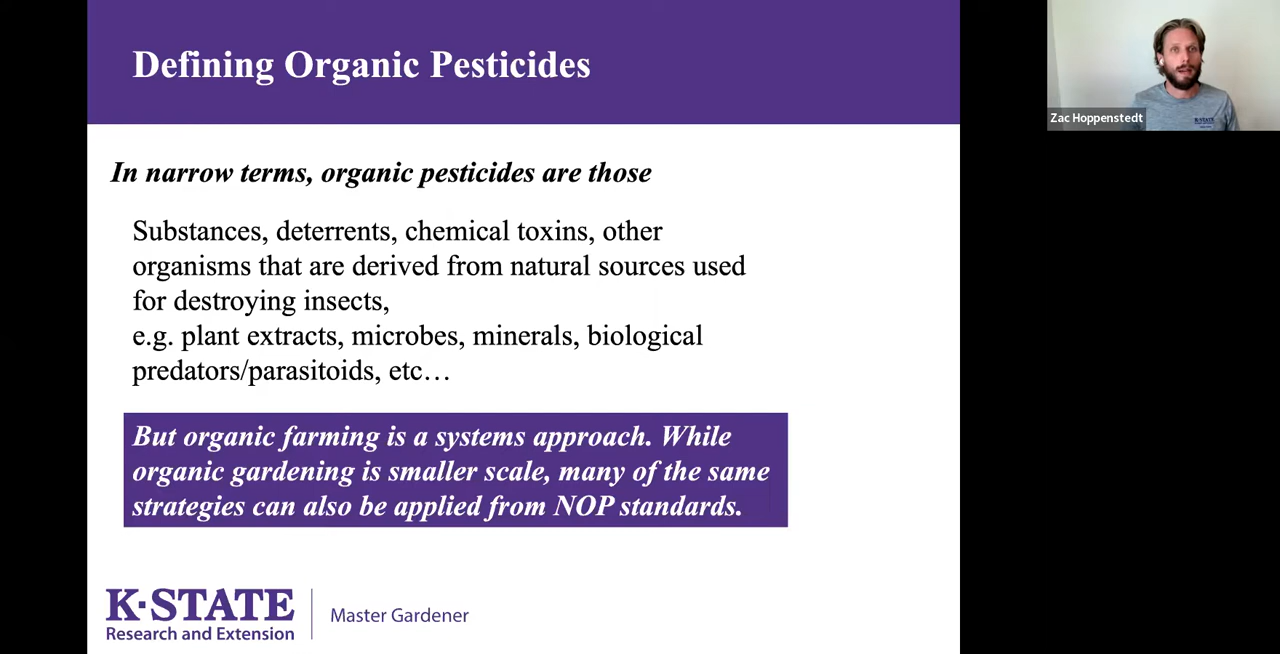 Defining Organic Pesticides
In narrow terms, organic pesticides are those
Substances, deterrents, chemical toxins, other
organisms that are derived from natural sources used
for destroying insects,
e.g. plant extracts, microbes, minerals, biological
predators/parasitoids, etc…
But organic farming is a systems approach. While
organic gardening is smaller scale, many of the same
strategies can also be applied from NOP standards.
K·STATE
Research and Extension
Master Gardener
Zac Hoppenstedt
K-STATE